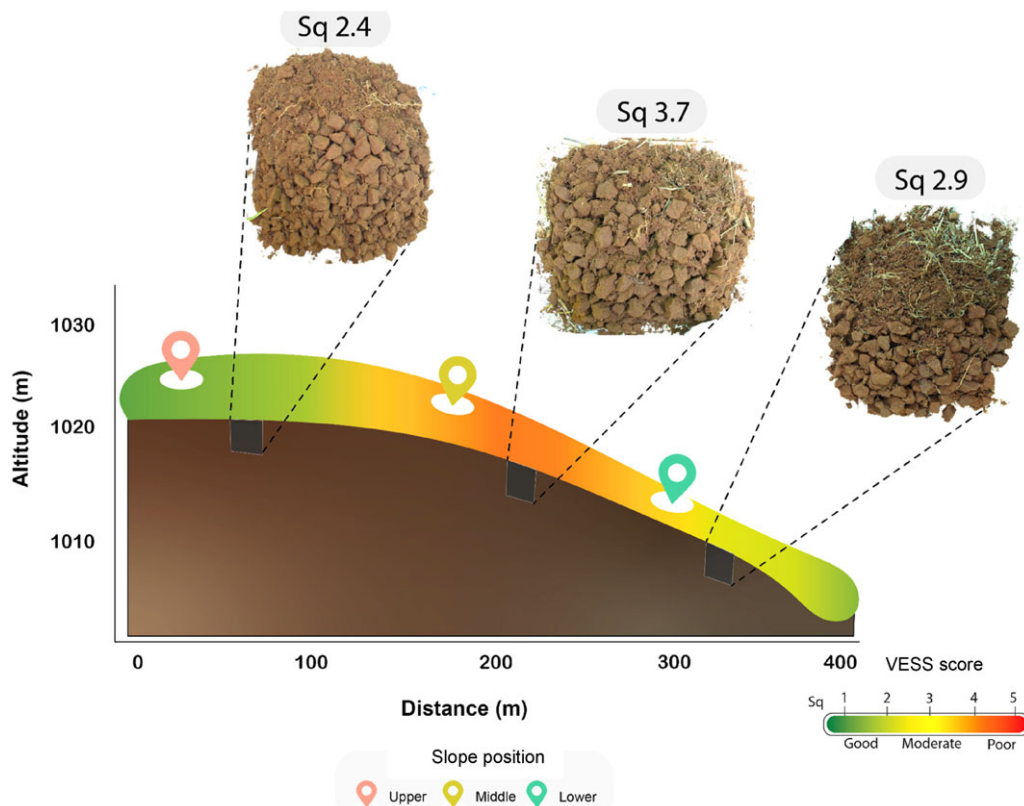 Sq 2.4
Sq 3.7
Sq 2.9
1030
1020
1010
Altitude (m)
0 100 200 300 400
Distance (m)
VESS score
Sq 1 2 3 4 5
Good Moderate Poor
Slope position
Upper Middle Lower